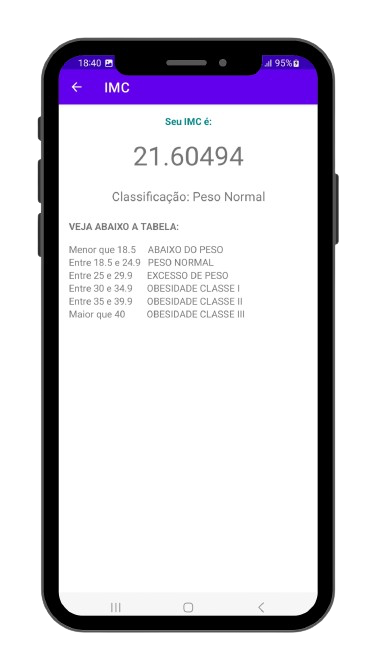 18:40 95%
IMC
Seu IMC é:
21.60494
Classificação: Peso Normal
VEJA ABAIXO A TABELA:
Menor que 18.5 ABAIXO DO PESO
Entre 18.5 e 24.9 PESO NORMAL
Entre 25 e 29.9 EXCESSO DE PESO
Entre 30 e 34.9 OBESIDADE CLASSE I
Entre 35 e 39.9 OBESIDADE CLASSE II
Maior que 40 OBESIDADE CLASSE III